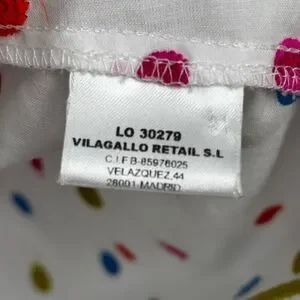 LO 30279
VILAGALLO RETAIL S.L
C.I.F B-85976025
VELAZQUEZ,44
28001-MADRID